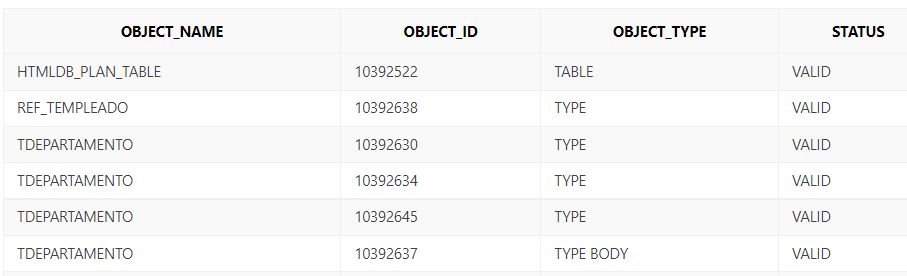 OBJECT_NAME OBJECT_ID OBJECT_TYPE STATUS
HTMLDB_PLAN_TABLE 10392522 TABLE VALID
REF_TEMPLEADO 10392638 TYPE VALID
TDEPARTAMENTO 10392630 TYPE VALID
TDEPARTAMENTO 10392634 TYPE VALID
TDEPARTAMENTO 10392645 TYPE VALID
TDEPARTAMENTO 10392637 TYPE BODY VALID